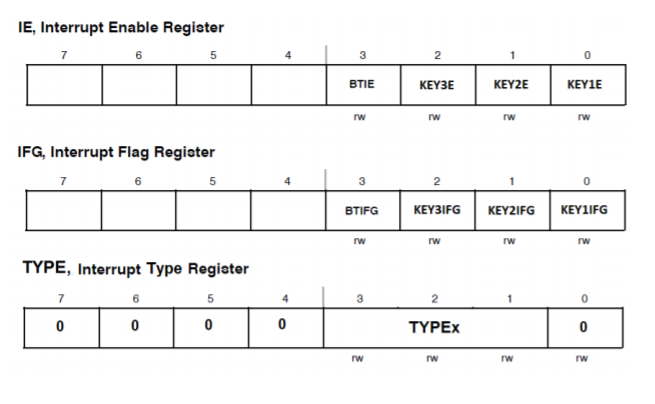 IE, Interrupt Enable Register
7 6 5 4 3 2 1 0
BTIE KEY3E KEY2E KEY1E
rw rw rw rw
IFG, Interrupt Flag Register
7 6 5 4 3 2 1 0
BTIFG KEY3IFG KEY2IFG KEY1IFG
rw rw rw rw
TYPE, Interrupt Type Register
7 6 5 4 3 2 1 0
0 0 0 0 TYPEx 0
rw rw rw rw